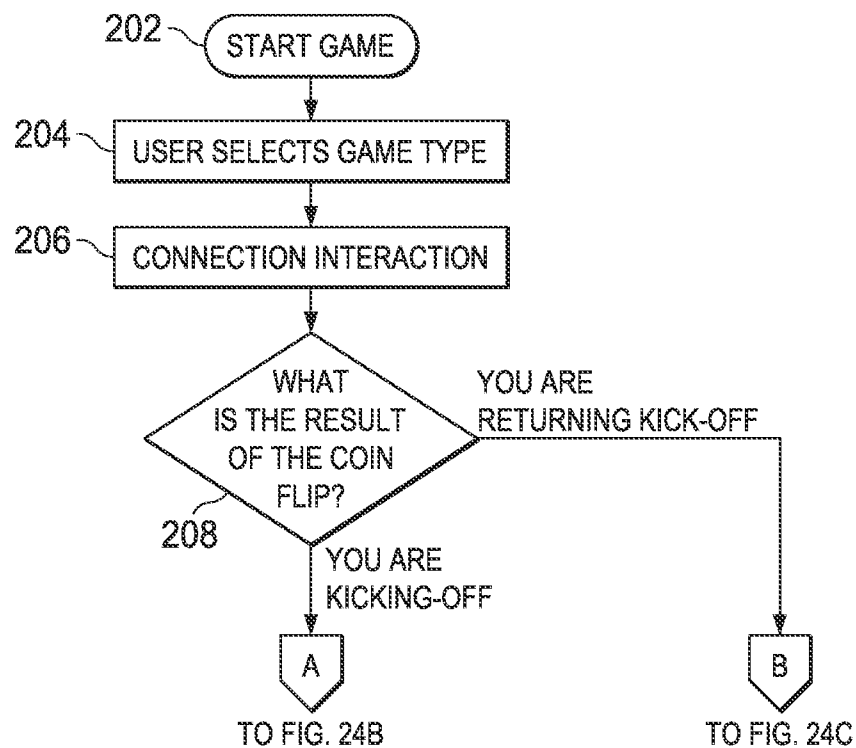 202
START GAME
204
USER SELECTS GAME TYPE
206
CONNECTION INTERACTION
WHAT
IS THE RESULT
OF THE COIN
FLIP?
208
YOU ARE
RETURNING KICK-OFF
YOU ARE
KICKING-OFF
A
B
TO FIG. 24B
TO FIG. 24C